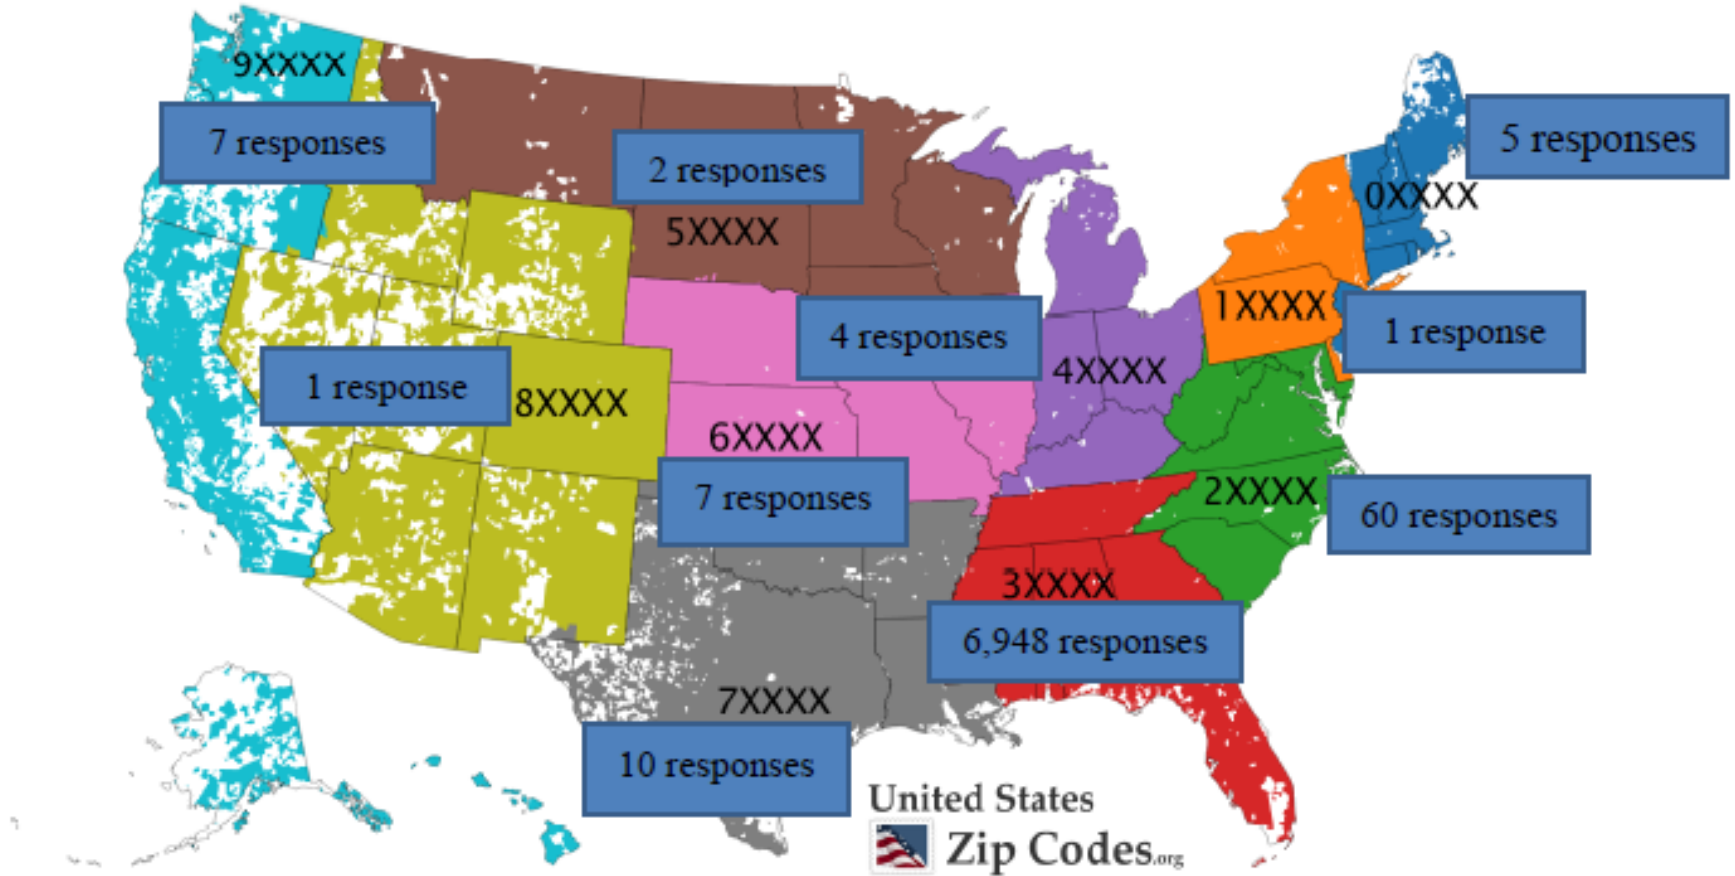 9XXXX
7 responses
2 responses
5 responses
0XXXX
5XXXX
1XXXX
4 responses
1 response
4XXXX
1 response
8XXXX
6XXXX
7 responses
2XXXX
60 responses
3XXXX
6,948 responses
7XXXX
10 responses
United States
Zip Codes.org